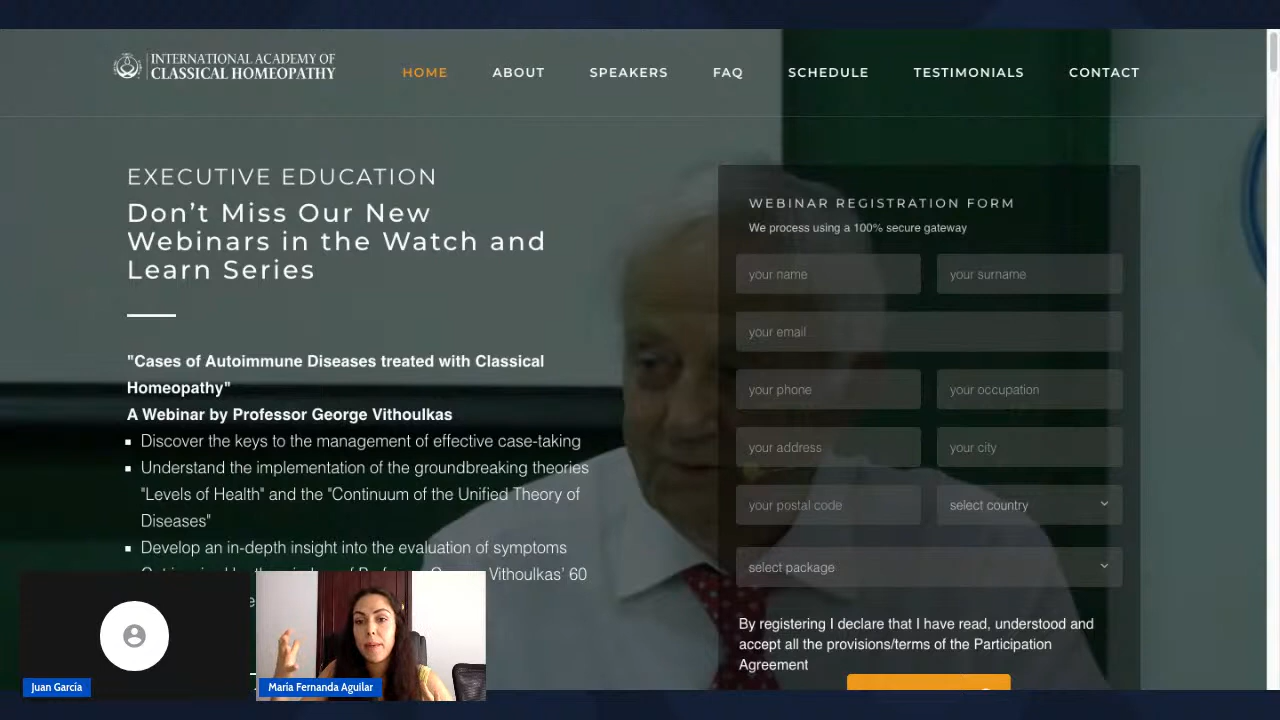 INTERNATIONAL ACADEMY OF
CLASSICAL HOMEOPATHY
HOME
ABOUT
SPEAKERS
FAQ
SCHEDULE
TESTIMONIALS
CONTACT
EXECUTIVE EDUCATION
Don't Miss Our New
Webinars in the Watch and
Learn Series
"Cases of Autoimmune Diseases treated with Classical
Homeopathy"
A Webinar by Professor George Vithoulkas
Discover the keys to the management of effective case-taking
Understand the implementation of the groundbreaking theories
"Levels of Health" and the "Continuum of the Unified Theory of
Diseases"
Develop an in-depth insight into the evaluation of symptoms
Vithoulkas' 60
WEBINAR REGISTRATION FORM
We process using a 100% secure gateway
your name
your surname
your email
your phone
your occupation
your address
your city
your postal code
select country
select package
By registering I declare that I have read, understood and
accept all the provisions/terms of the Participation
Agreement
Juan García
Maria Fernanda Aguilar